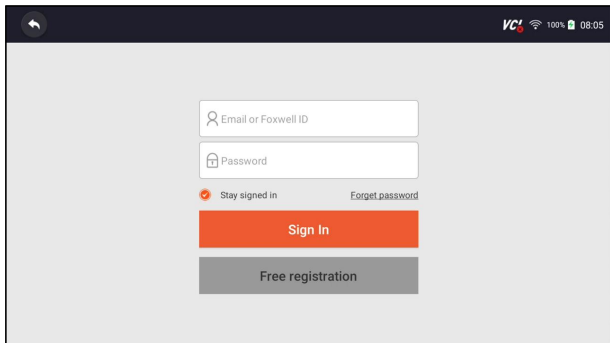 VCI 100% 08:05
Email or Foxwell ID
Password
Stay signed in Forget password
Sign In
Free registration